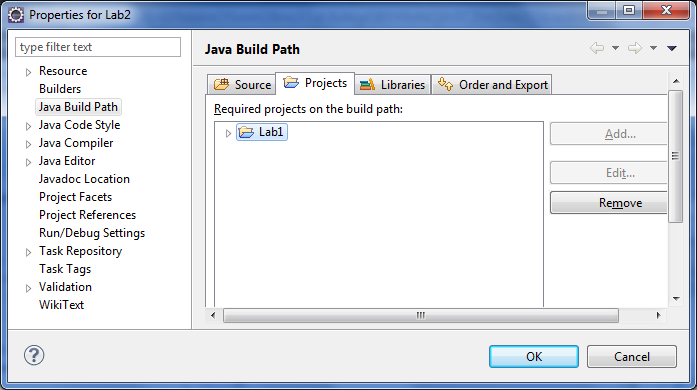 Properties for Lab2
type filter text
Resource
Builders
Java Build Path
Java Code Style
Java Compiler
Java Editor
Javadoc Location
Project Facets
Project References
Run/Debug Settings
Task Repository
Task Tags
Validation
WikiText
Java Build Path
Source Projects Libraries Order and Export
Required projects on the build path:
Lab1
Add...
Edit...
Remove
?
OK Cancel